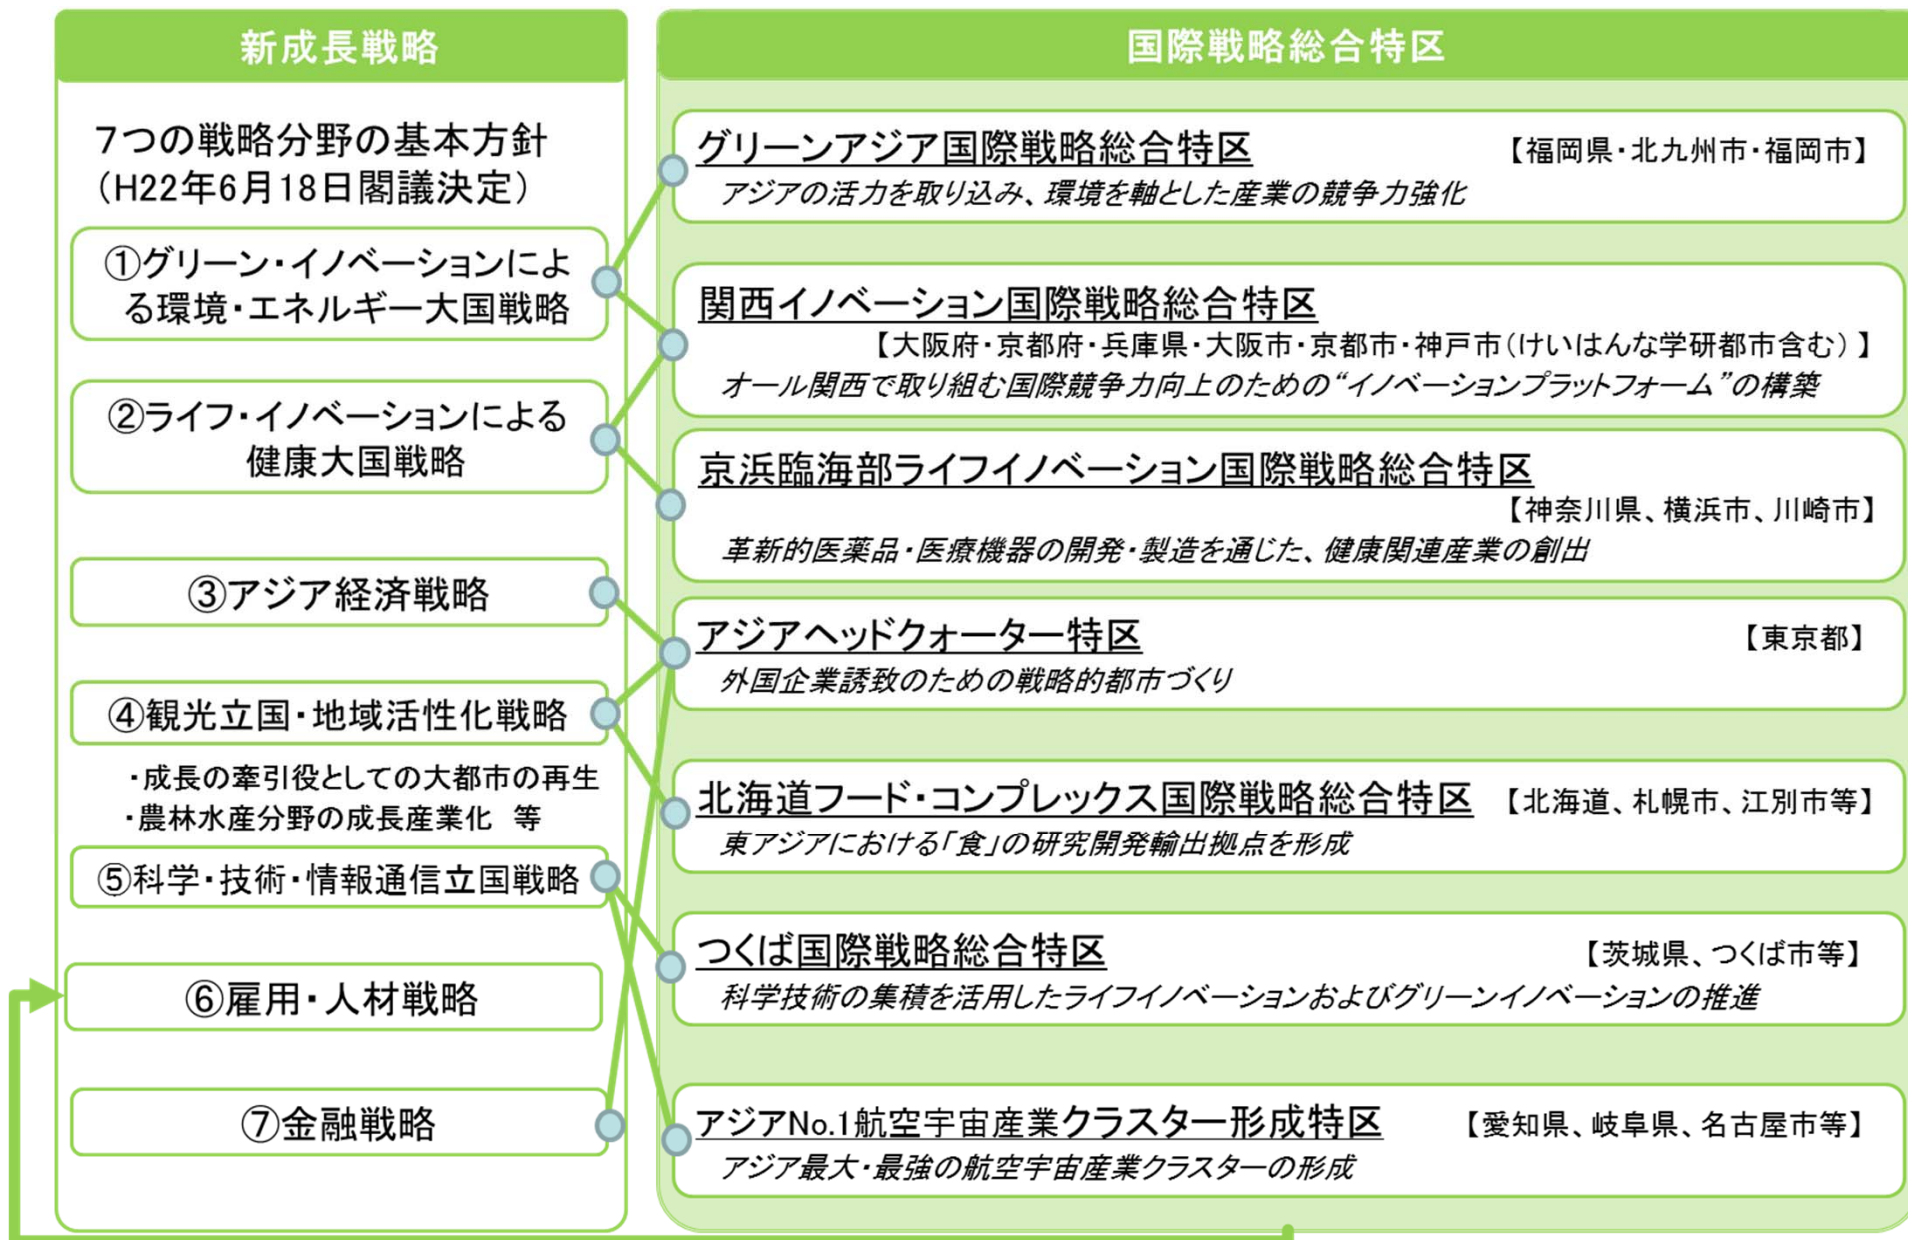 新成長戦略
7つの戦略分野の基本方針
(H22年6月18日閣議決定)
①グリーン・イノベーションによ
る環境・エネルギー大国戦略
②ライフ・イノベーションによる
健康大国戦略
③アジア経済戦略
④観光立国・地域活性化戦略
・成長の牽引役としての大都市の再生
・農林水産分野の成長産業化 等
⑤科学・技術・情報通信立国戦略
⑥雇用・人材戦略
⑦金融戦略
国際戦略総合特区
グリーンアジア国際戦略総合特区 【福岡県・北九州市・福岡市】
アジアの活力を取り込み、環境を軸とした産業の競争力強化
関西イノベーション国際戦略総合特区
【大阪府・京都府・兵庫県・大阪市・京都市・神戸市(けいはんな学研都市含む) 】
オール関西で取り組む国際競争力向上のための“イノベーションプラットフォーム”の構築
京浜臨海部ライフイノベーション国際戦略総合特区
【神奈川県、横浜市、川崎市】
革新的医薬品・医療機器の開発・製造を通じた、健康関連産業の創出
アジアヘッドクォーター特区 【東京都】
外国企業誘致のための戦略的都市づくり
北海道フード・コンプレックス国際戦略総合特区 【北海道、札幌市、江別市等】
東アジアにおける「食」の研究開発輸出拠点を形成
つくば国際戦略総合特区 【茨城県、つくば市等】
科学技術の集積を活用したライフイノベーションおよびグリーンイノベーションの推進
アジアNo.1航空宇宙産業クラスター形成特区 【愛知県、岐阜県、名古屋市等】
アジア最大・最強の航空宇宙産業クラスターの形成